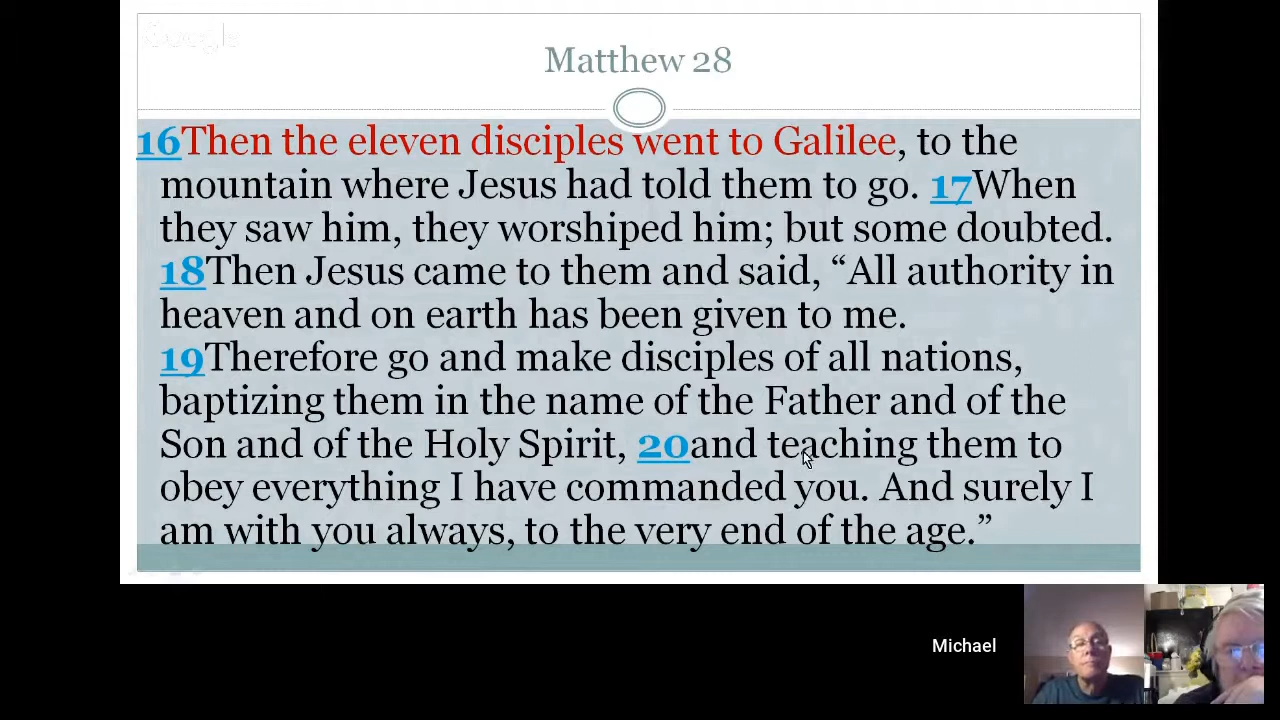 Google
Matthew 28
16Then the eleven disciples went to Galilee, to the
mountain where Jesus had told them to go. 17When
they saw him, they worshiped him; but some doubted.
18Then Jesus came to them and said, “All authority in
heaven and on earth has been given to me.
19Therefore go and make disciples of all nations,
baptizing them in the name of the Father and of the
Son and of the Holy Spirit, 20and teaching them to
obey everything I have commanded you. And surely I
am with you always, to the very end of the age.”
Michael